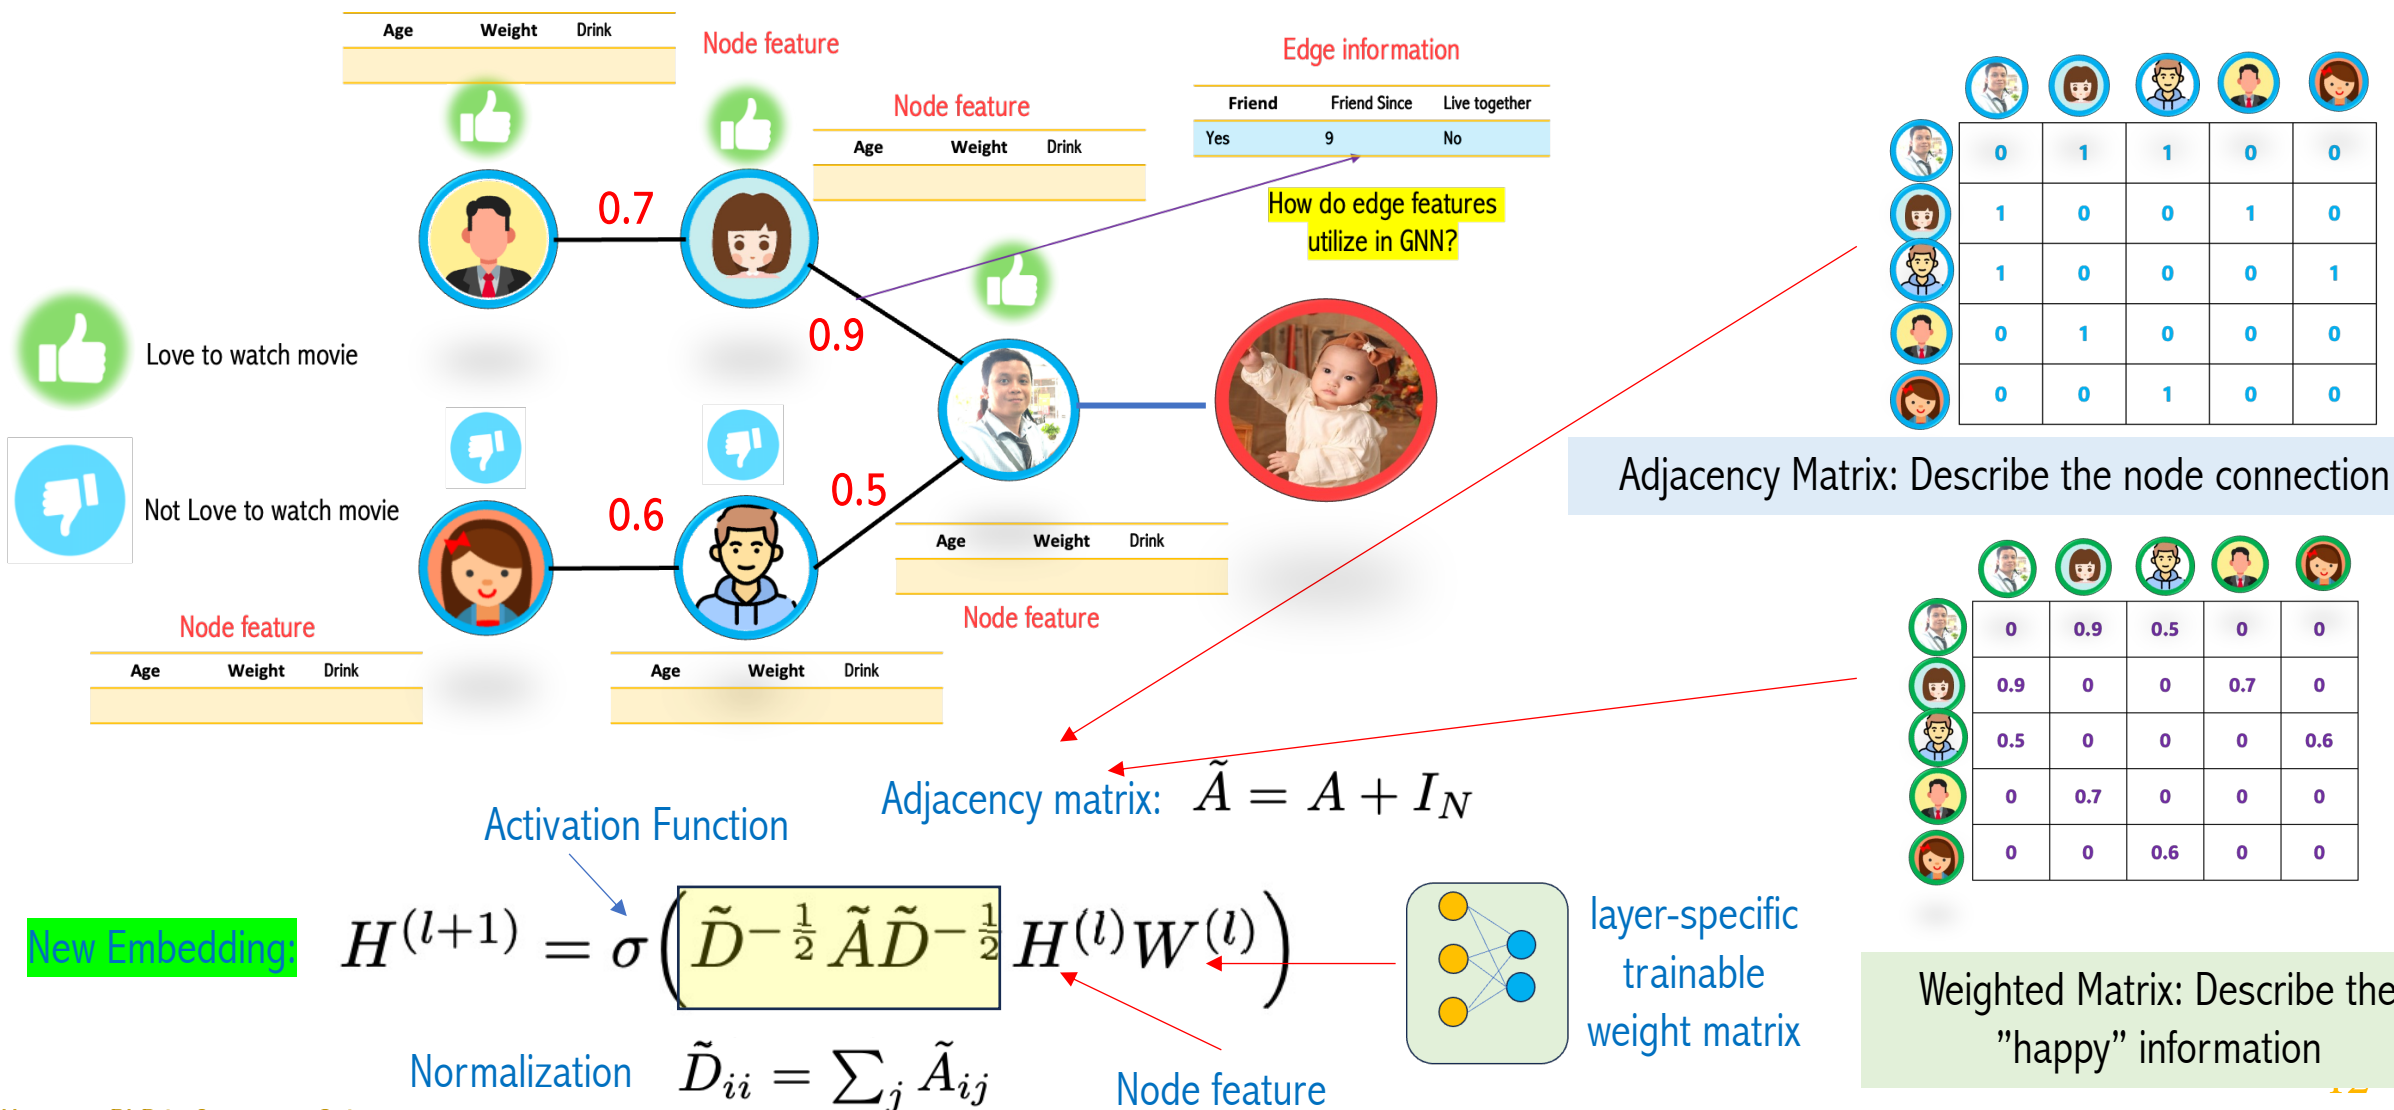 Age Weight Drink
Node feature
Node feature
Age Weight Drink
Edge information
Friend Friend Since Live together
Yes 9 No
How do edge features
utilize in GNN?
0.7
0.9
Love to watch movie
Not Love to watch movie
0.6
0.5
Age Weight Drink
Node feature
Node feature
Age Weight Drink
Age Weight Drink
0 1 1 0 0
1 0 0 1 0
1 0 0 0 1
0 1 0 0 0
0 0 1 0 0
Adjacency Matrix: Describe the node connection
0 0.9 0.5 0 0
0.9 0 0 0.7 0
0.5 0 0 0 0.6
0 0.7 0 0 0
0 0 0.6 0 0
Weighted Matrix: Describe the
”happy” information
Adjacency matrix: Ã = A + I_N
Activation Function
New Embedding: H^{(l+1)} = σ(D̃^{-1/2} Ã D̃^{-1/2} H^{(l)} W^{(l)})
layer-specific
trainable
weight matrix
Normalization D̃_{ii} = ∑_j Ã_{ij}
Node feature
12